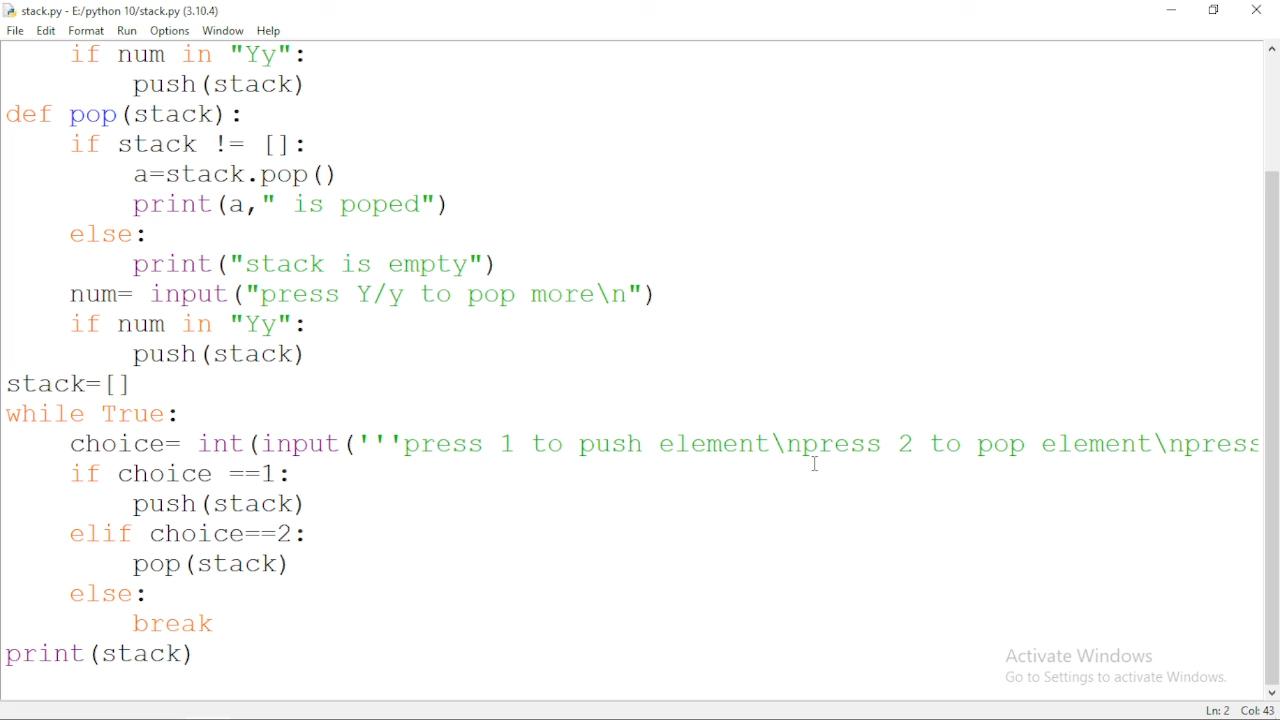 stack.py - E:/python 10/stack.py (3.10.4)
File Edit Format Run Options Window Help
if num in "Yy":
push(stack)
def pop(stack):
if stack != []:
a=stack.pop()
print(a," is poped")
else:
print("stack is empty")
num= input("press Y/y to pop more\n")
if num in "Yy":
push(stack)
stack=[]
while True:
choice= int(input('''press 1 to push element\npress 2 to pop element\npress
if choice ==1:
push(stack)
elif choice==2:
pop(stack)
else:
break
print(stack)
Activate Windows
Go to Settings to activate Windows.
Ln: 2 Col: 43